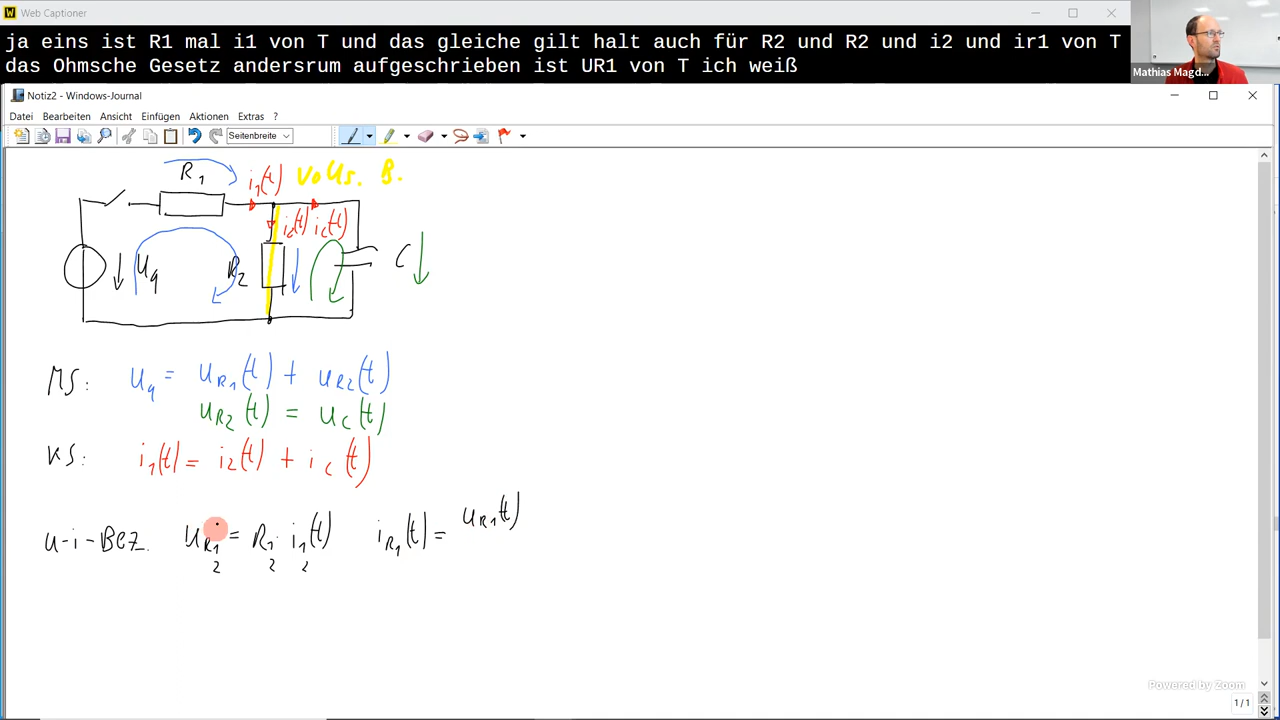 Web Captioner
ja eins ist R1 mal i1 von T und das gleiche gilt halt auch für R2 und R2 und i2 und ir1 von T
das Ohmsche Gesetz andersrum aufgeschrieben ist UR1 von T ich weiß
Mathias Magd...
Notiz2 - Windows-Journal
Datei Bearbeiten Ansicht Einfügen Aktionen Extras ?
Seitenbreite
R1 i1(t) volls. B.
i2(t) ic(t)
Uq R2 C
MS: uq = uR1(t) + uR2(t)
uR2(t) = uC(t)
KS: i1(t) = i2(t) + ic(t)
u-i-Bez. uR1 = R1 · i1(t) iR1(t) = uR1(t)
2 2 2
Powered by Zoom
1 / 1